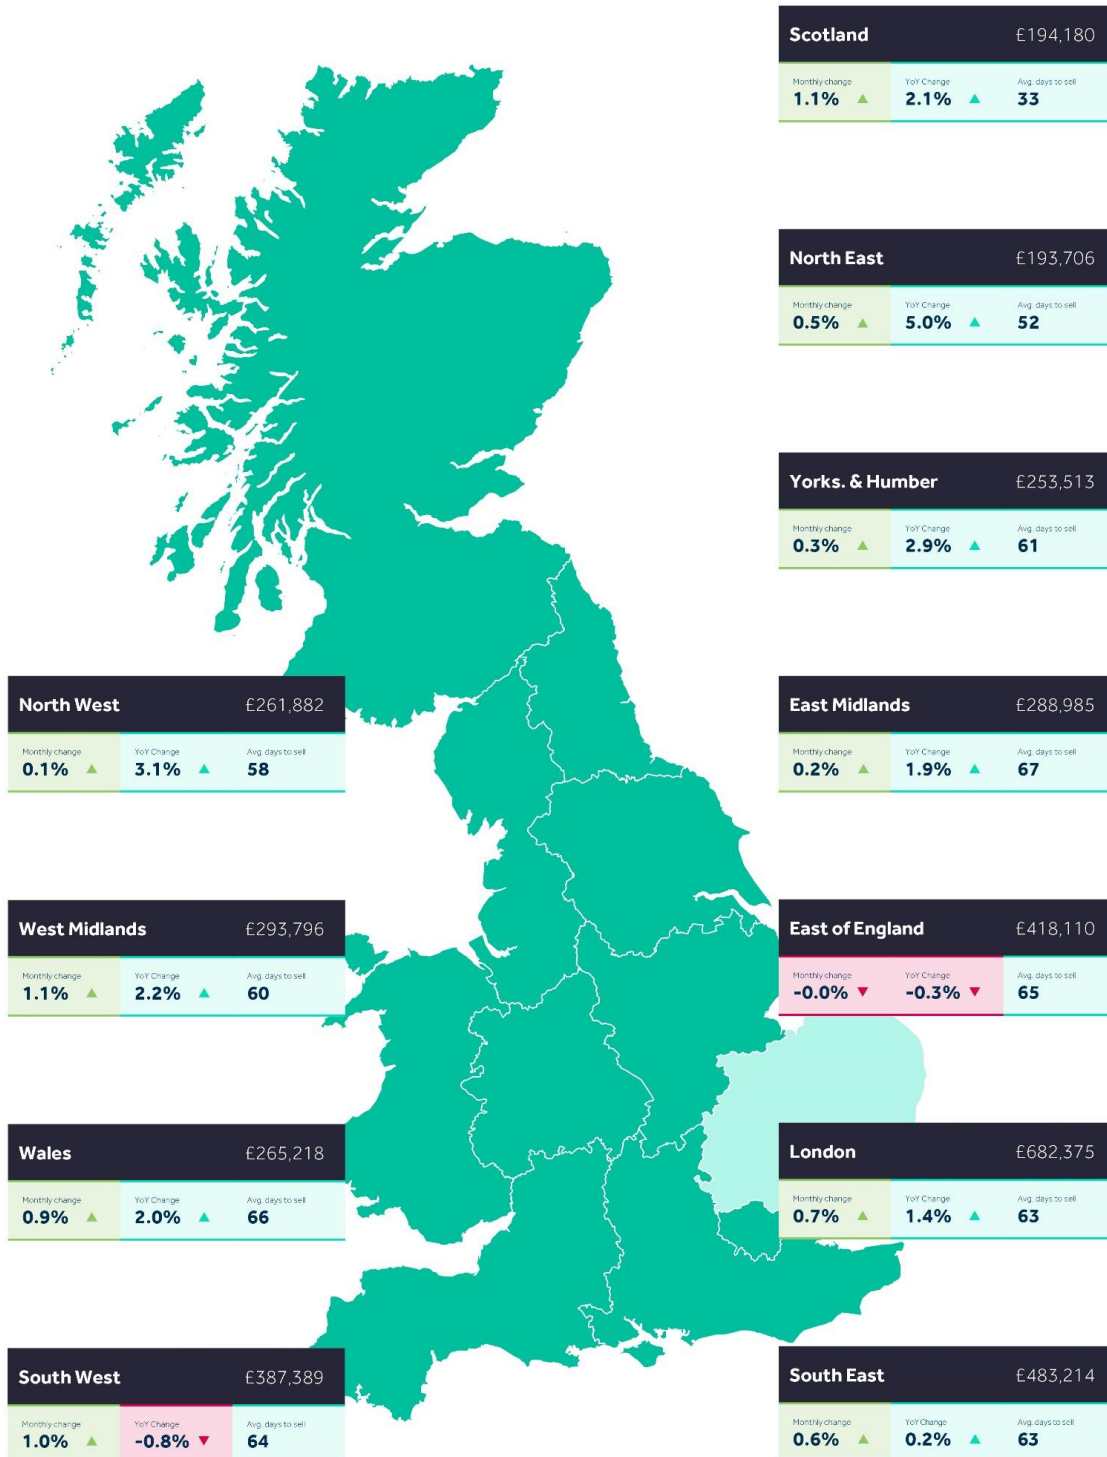 Scotland £194,180
Monthly change YoY Change Avg. days to sell
1.1% ▲ 2.1% ▲ 33
North East £193,706
Monthly change YoY Change Avg. days to sell
0.5% ▲ 5.0% ▲ 52
Yorks. & Humber £253,513
Monthly change YoY Change Avg. days to sell
0.3% ▲ 2.9% ▲ 61
North West £261,882
Monthly change YoY Change Avg. days to sell
0.1% ▲ 3.1% ▲ 58
East Midlands £288,985
Monthly change YoY Change Avg. days to sell
0.2% ▲ 1.9% ▲ 67
West Midlands £293,796
Monthly change YoY Change Avg. days to sell
1.1% ▲ 2.2% ▲ 60
East of England £418,110
Monthly change YoY Change Avg. days to sell
-0.0% ▼ -0.3% ▼ 65
Wales £265,218
Monthly change YoY Change Avg. days to sell
0.9% ▲ 2.0% ▲ 66
London £682,375
Monthly change YoY Change Avg. days to sell
0.7% ▲ 1.4% ▲ 63
South West £387,389
Monthly change YoY Change Avg. days to sell
1.0% ▲ -0.8% ▼ 64
South East £483,214
Monthly change YoY Change Avg. days to sell
0.6% ▲ 0.2% ▲ 63